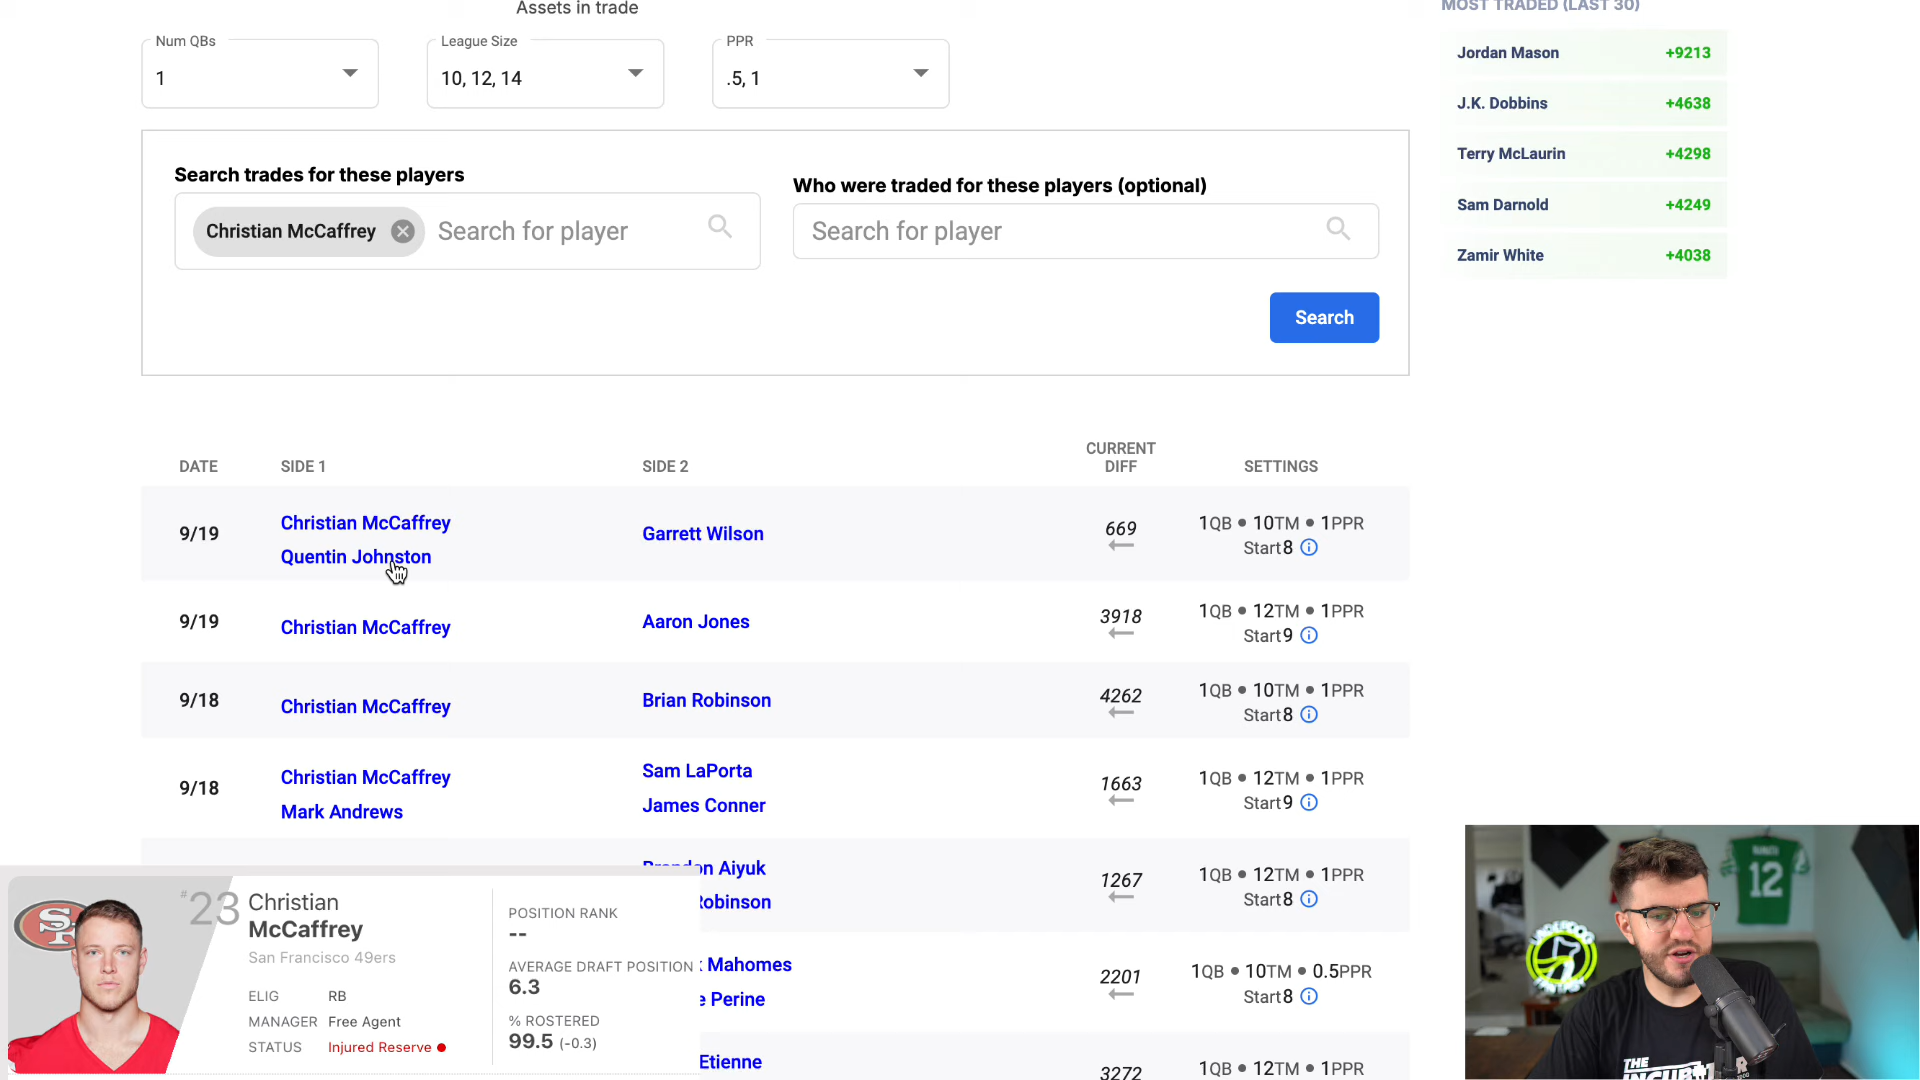 Assets in trade
MOST TRADED (LAST 30)
Num QBs
1
League Size
10, 12, 14
PPR
.5, 1
Jordan Mason +9213
J.K. Dobbins +4638
Terry McLaurin +4298
Sam Darnold +4249
Zamir White +4038
Search trades for these players
Christian McCaffrey Search for player
Who were traded for these players (optional)
Search for player
Search
DATE SIDE 1 SIDE 2 CURRENT DIFF SETTINGS
9/19
Christian McCaffrey
Quentin Johnston
Garrett Wilson
669
1QB • 10TM • 1PPR
Start8
9/19
Christian McCaffrey
Aaron Jones
3918
1QB • 12TM • 1PPR
Start9
9/18
Christian McCaffrey
Brian Robinson
4262
1QB • 10TM • 1PPR
Start8
9/18
Christian McCaffrey
Mark Andrews
Sam LaPorta
James Conner
1663
1QB • 12TM • 1PPR
Start9
Brandon Aiyuk
Robinson
1267
1QB • 12TM • 1PPR
Start8
Mahomes
e Perine
2201
1QB • 10TM • 0.5PPR
Start8
Etienne
3272
1QB • 12TM • 1PPR
SF
#23
Christian
McCaffrey
San Francisco 49ers
ELIG RB
MANAGER Free Agent
STATUS Injured Reserve
POSITION RANK
--
AVERAGE DRAFT POSITION
6.3
% ROSTERED
99.5 (-0.3)
12
THE